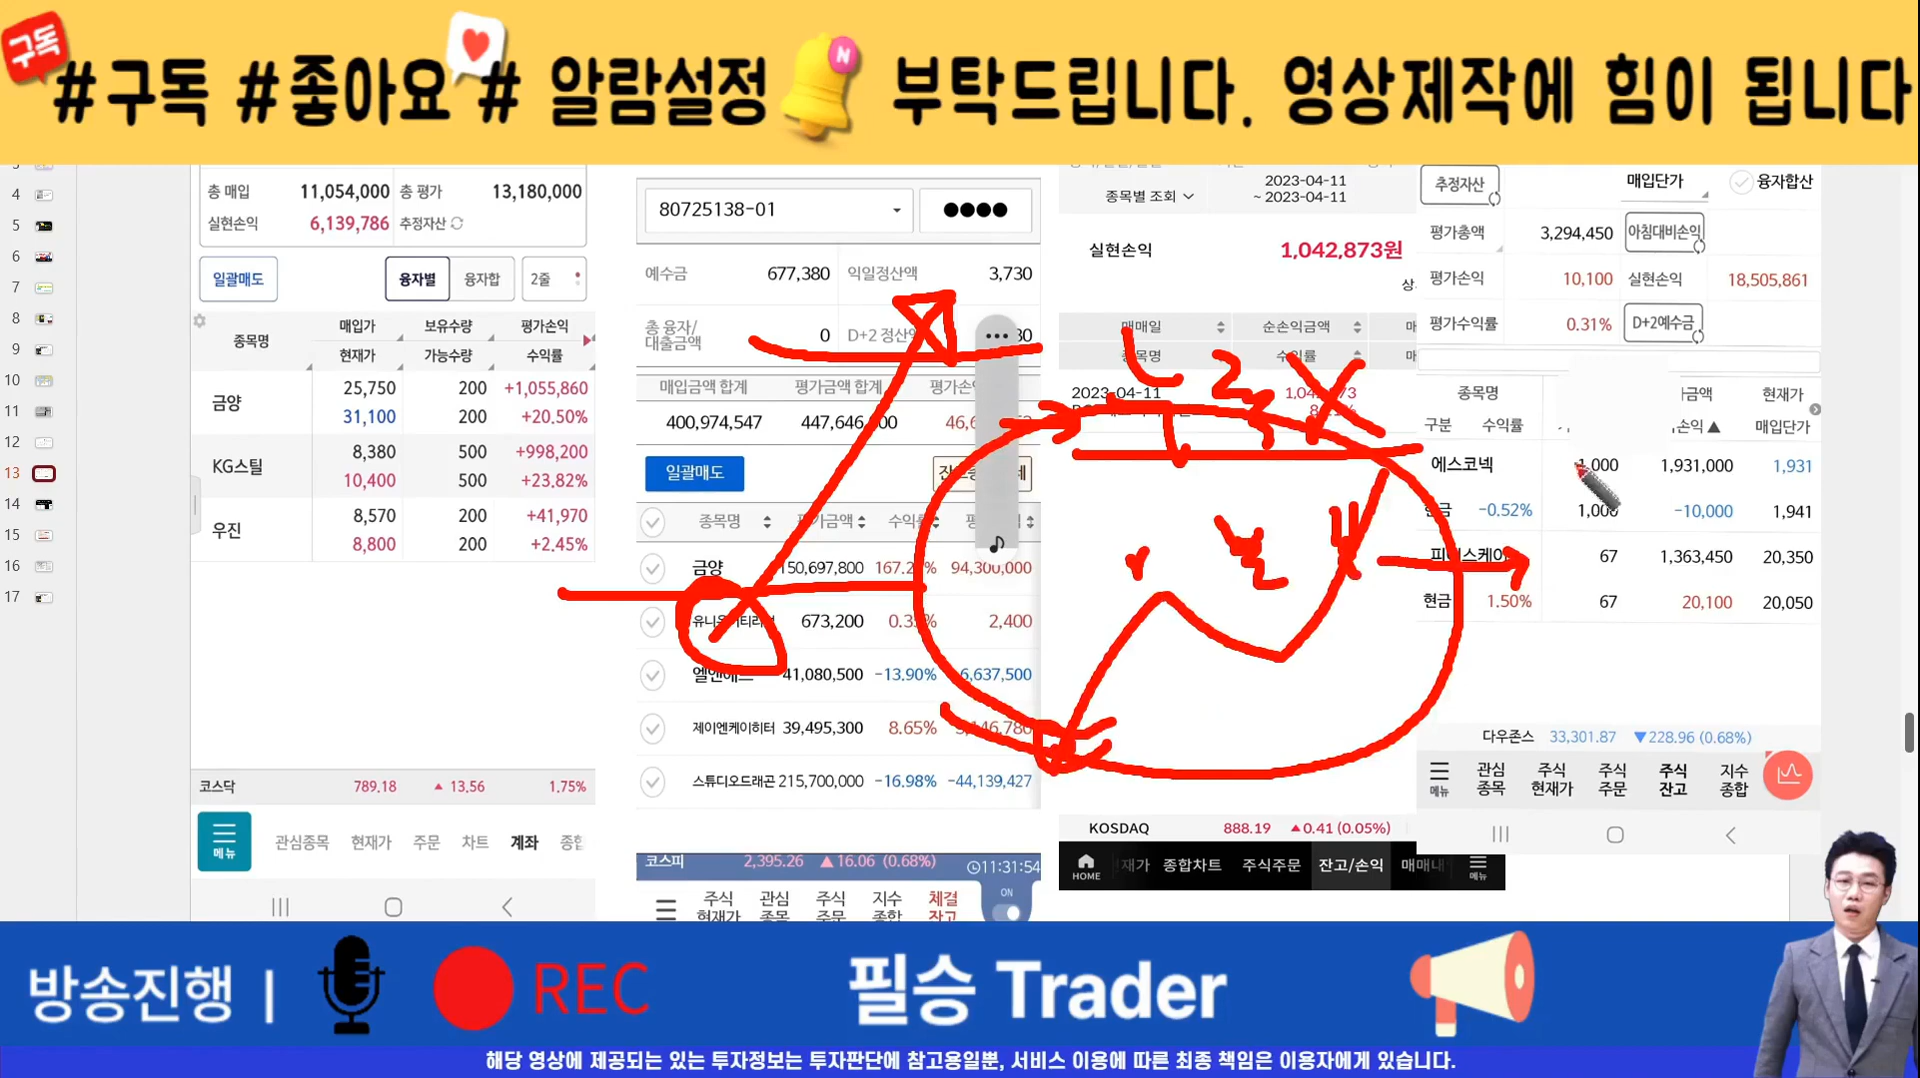 구독
#구독 #좋아요 # 알람설정 N 부탁드립니다. 영상제작에 힘이 됩니다
4
5
6
7
8
9
10
11
12
13
14
15
16
17
총 매입 11,054,000 총 평가 13,180,000
실현손익 6,139,786 추정자산
일괄매도 융자별 융자합 2줄
종목명 매입가 보유수량 평가손익
현재가 가능수량 수익률
금양 25,750 200 +1,055,860
31,100 200 +20.50%
KG스틸 8,380 500 +998,200
10,400 500 +23.82%
우진 8,570 200 +41,970
8,800 200 +2.45%
코스닥 789.18 ▲ 13.56 1.75%
메뉴 관심종목 현재가 주문 차트 계좌
80725138-01 ●●●●
예수금 677,380 익일정산액 3,730
총 융자/
대출금액 0 D+2
매입금액 합계 평가금액 합계
400,974,547
일괄매도
종목명 수익률
금양 150,697,800 94,300,000
673,200 2,400
41,080,500 -13.90%
제이엔케이히터 39,495,300 8.65%
스튜디오드래곤 215,700,000 -16.98% -44,139,427
코스피 2,395.26 ▲ 16.06 (0.68%) 11:31:54
주식 관심 주식 지수 체결
현재가 종목 주문 종합 잔고
ON
종목별 조회 2023-04-11
~ 2023-04-11
실현손익 1,042,873원
매매일 순손익금액
종목명 수익률
2023-04-11
KOSDAQ 888.19 ▲0.41 (0.05%)
HOME 종합차트 주식주문 잔고/손익 메뉴
추정자산 매입단가 융자합산
평가총액 3,294,450 아침대비손익
평가손익 10,100 실현손익 18,505,861
평가수익률 0.31% D+2예수금
종목명 현재가
구분 수익률 매입단가
에스코넥 1,000 1,931,000 1,931
현금 -0.52% 1,000 -10,000 1,941
67 1,363,450 20,350
현금 1.50% 67 20,100 20,050
다우존스 33,301.87 ▼228.96 (0.68%)
메뉴 관심 주식 주식 주식 지수
종목 현재가 주문 잔고 종합
방송진행 | REC 필승 Trader
해당 영상에 제공되는 있는 투자정보는 투자판단에 참고용일뿐, 서비스 이용에 따른 최종 책임은 이용자에게 있습니다.